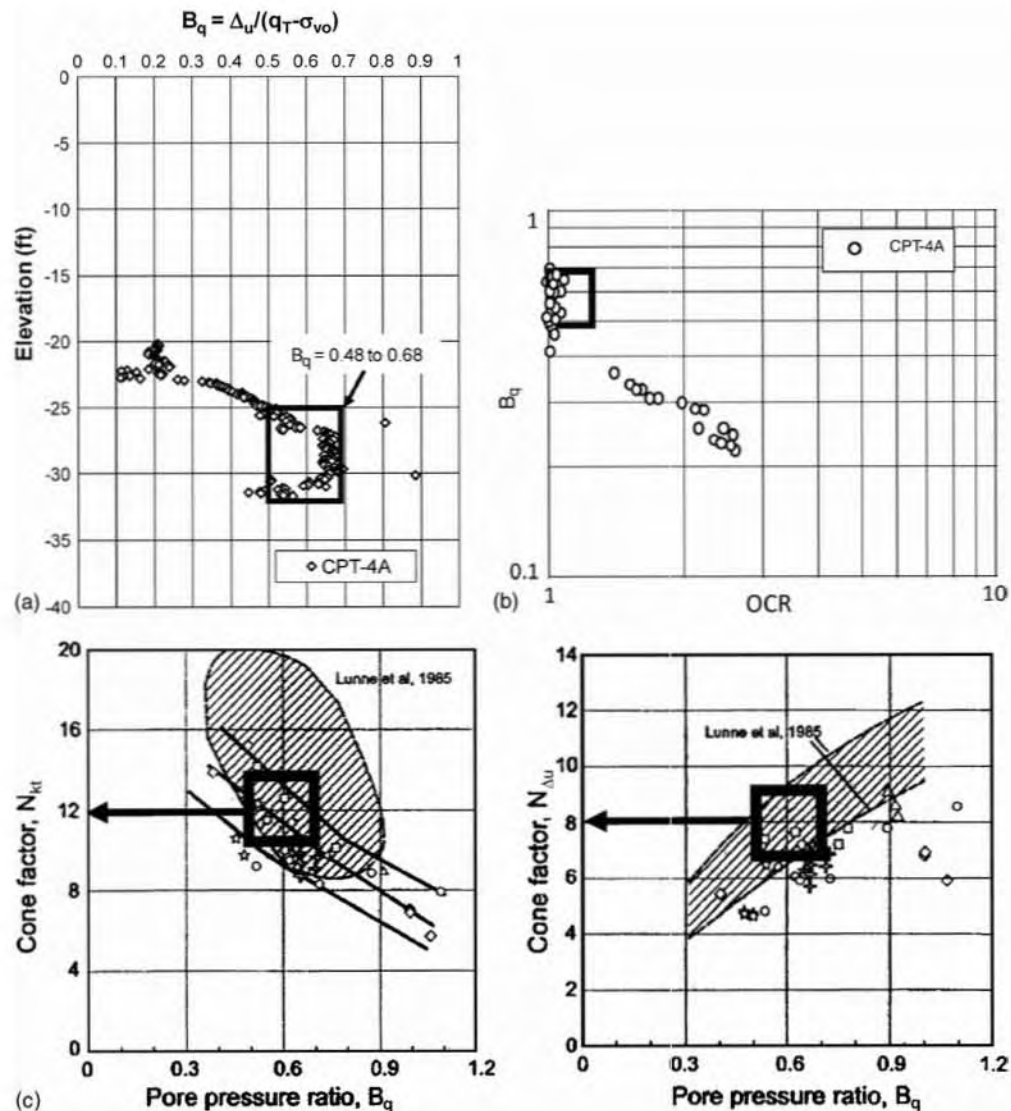 B_q = Δ_u/(q_T-σ_vo)
0 0.1 0.2 0.3 0.4 0.5 0.6 0.7 0.8 0.9 1
0
-5
-10
-15
-20
-25
-30
-35
-40
Elevation (ft)
B_q = 0.48 to 0.68
CPT-4A
(a)
1
0.1
B_q
CPT-4A
1 OCR 10
(b)
20
16
12
8
4
0
Cone factor, N_kt
Lunne et al, 1985
0 0.3 0.6 0.9 1.2
Pore pressure ratio, B_q
(c)
14
12
10
8
6
4
2
0
Cone factor, N_Δu
Lunne et al, 1985
0 0.3 0.6 0.9 1.2
Pore pressure ratio, B_q